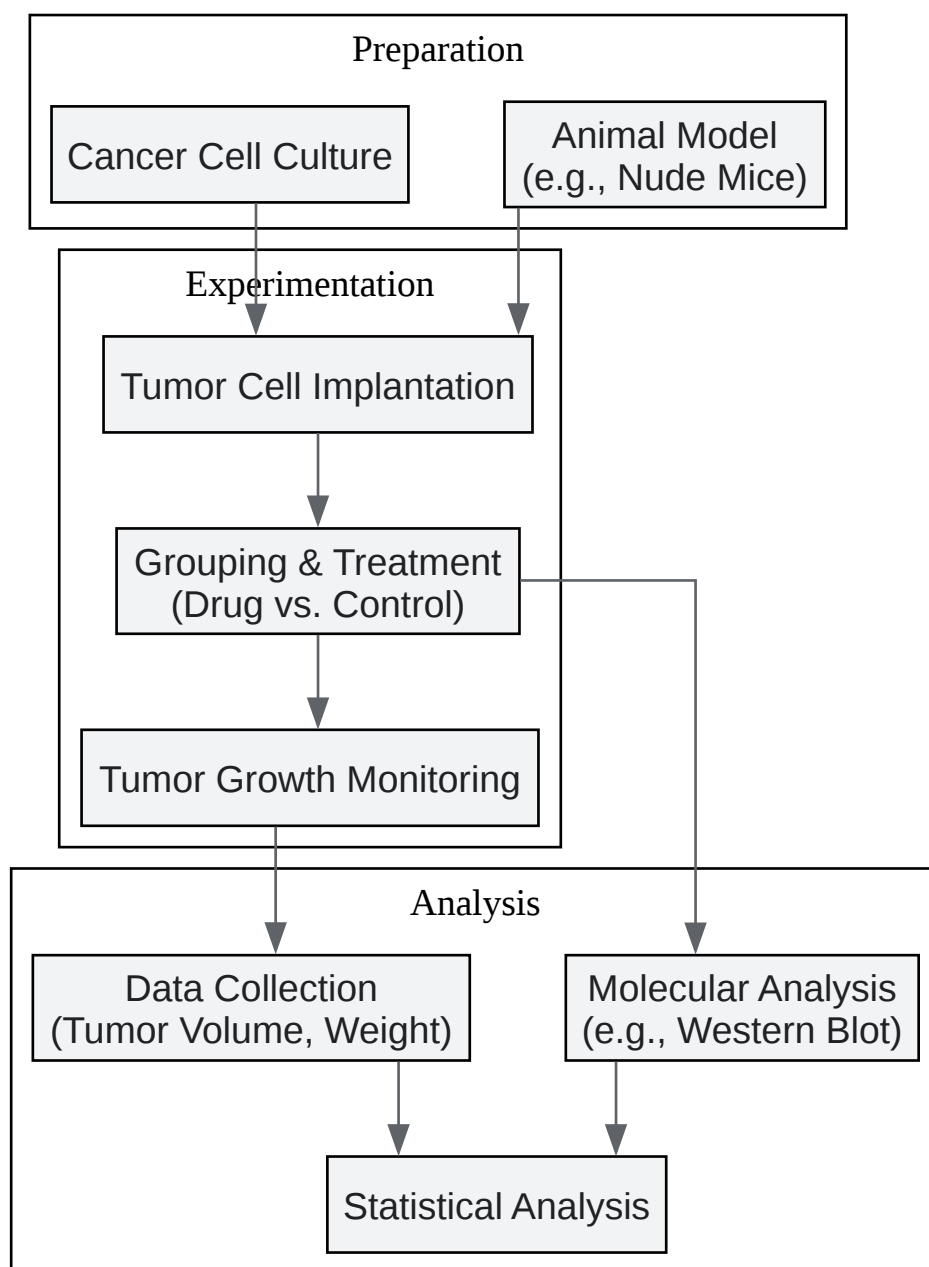 Preparation
Cancer Cell Culture
Animal Model
(e.g., Nude Mice)
Experimentation
Tumor Cell Implantation
Grouping & Treatment
(Drug vs. Control)
Tumor Growth Monitoring
Analysis
Data Collection
(Tumor Volume, Weight)
Molecular Analysis
(e.g., Western Blot)
Statistical Analysis